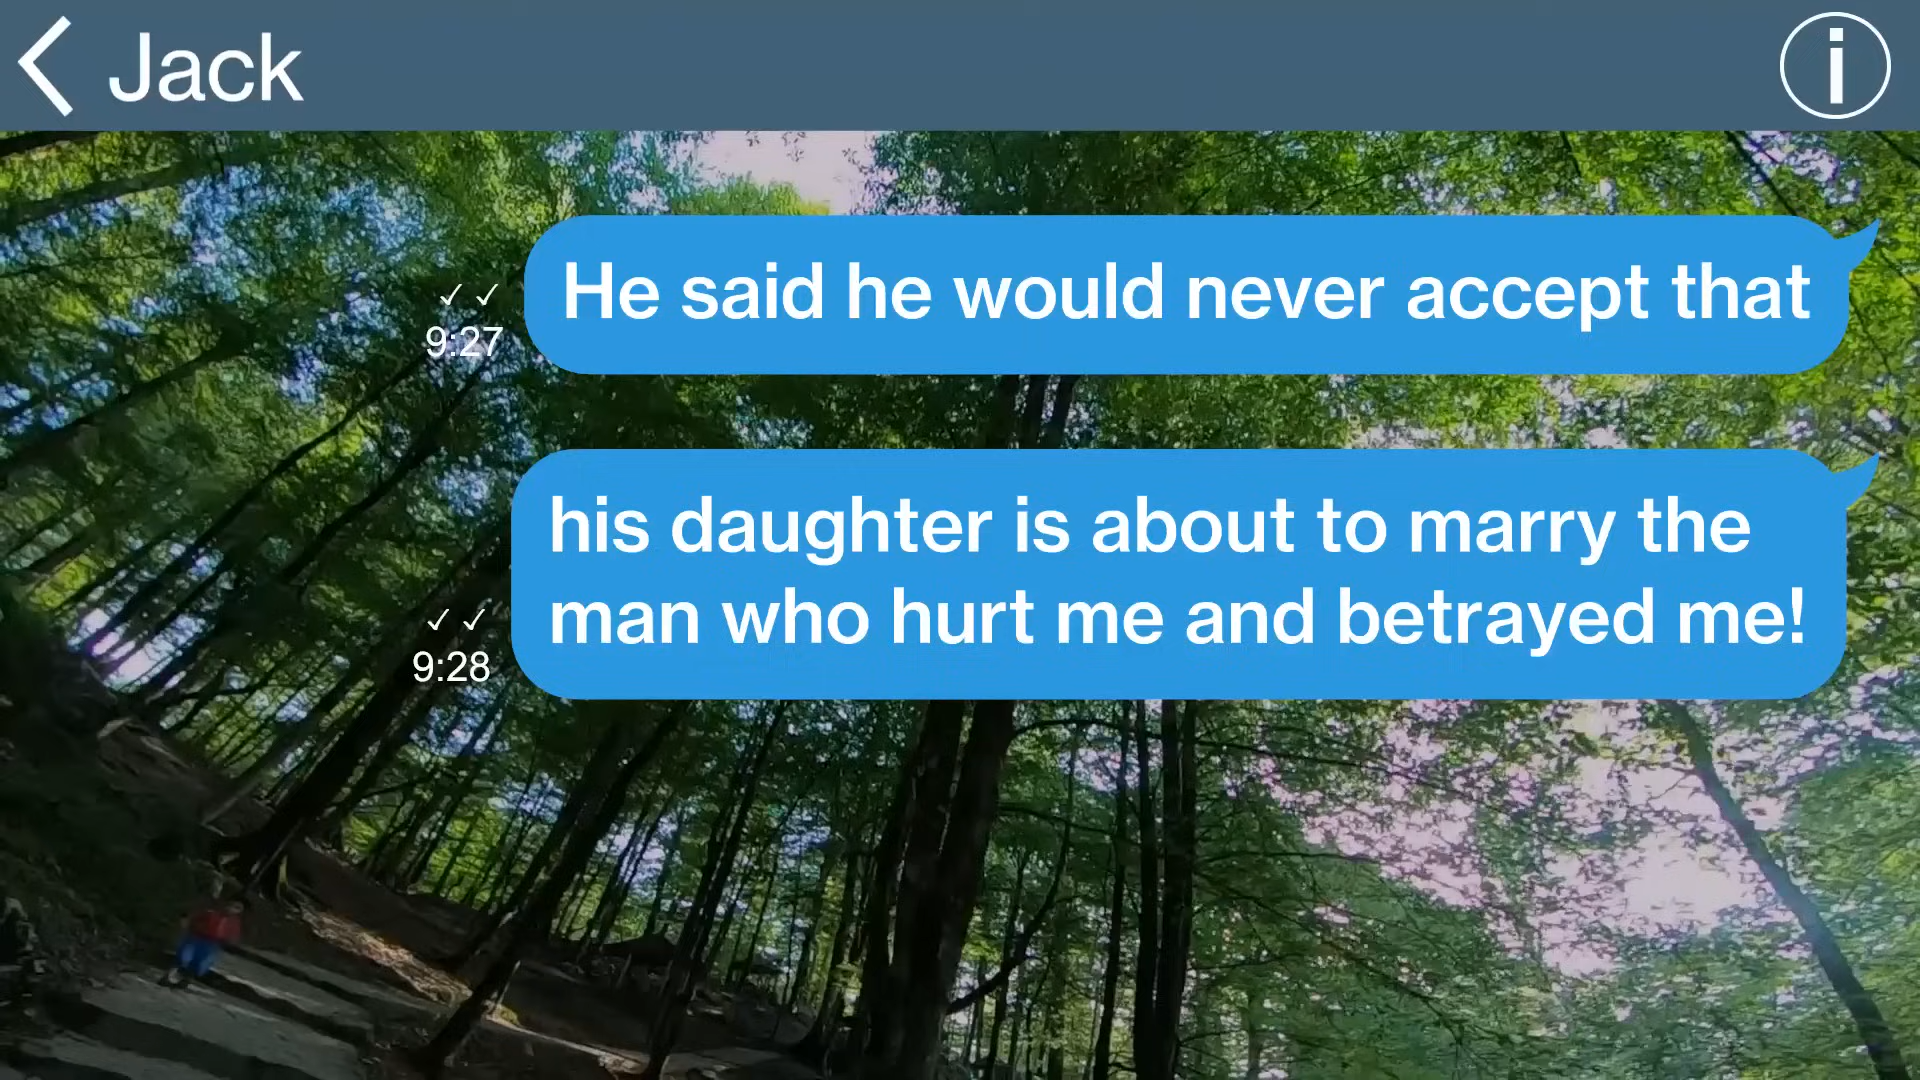 Jack
He said he would never accept that
✓✓
9:27
his daughter is about to marry the
man who hurt me and betrayed me!
✓✓
9:28